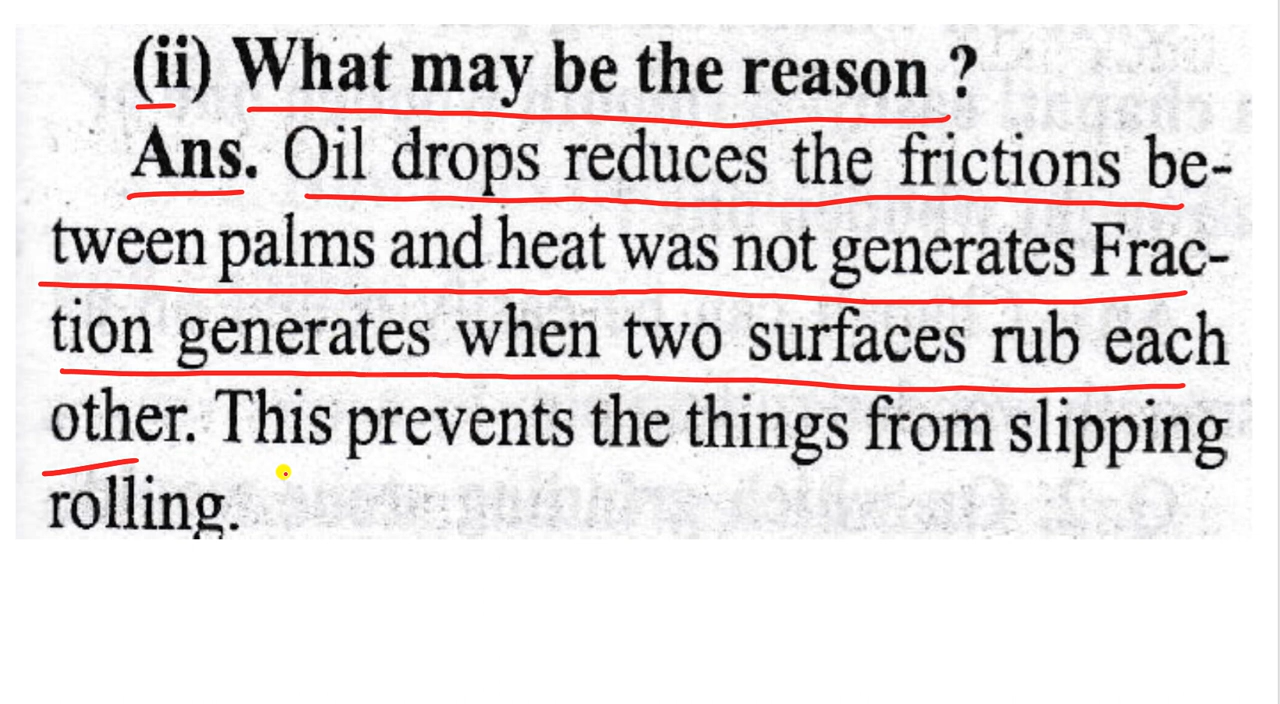 (ii) What may be the reason ?
Ans. Oil drops reduces the frictions be-
tween palms and heat was not generates Frac-
tion generates when two surfaces rub each
other. This prevents the things from slipping
rolling.